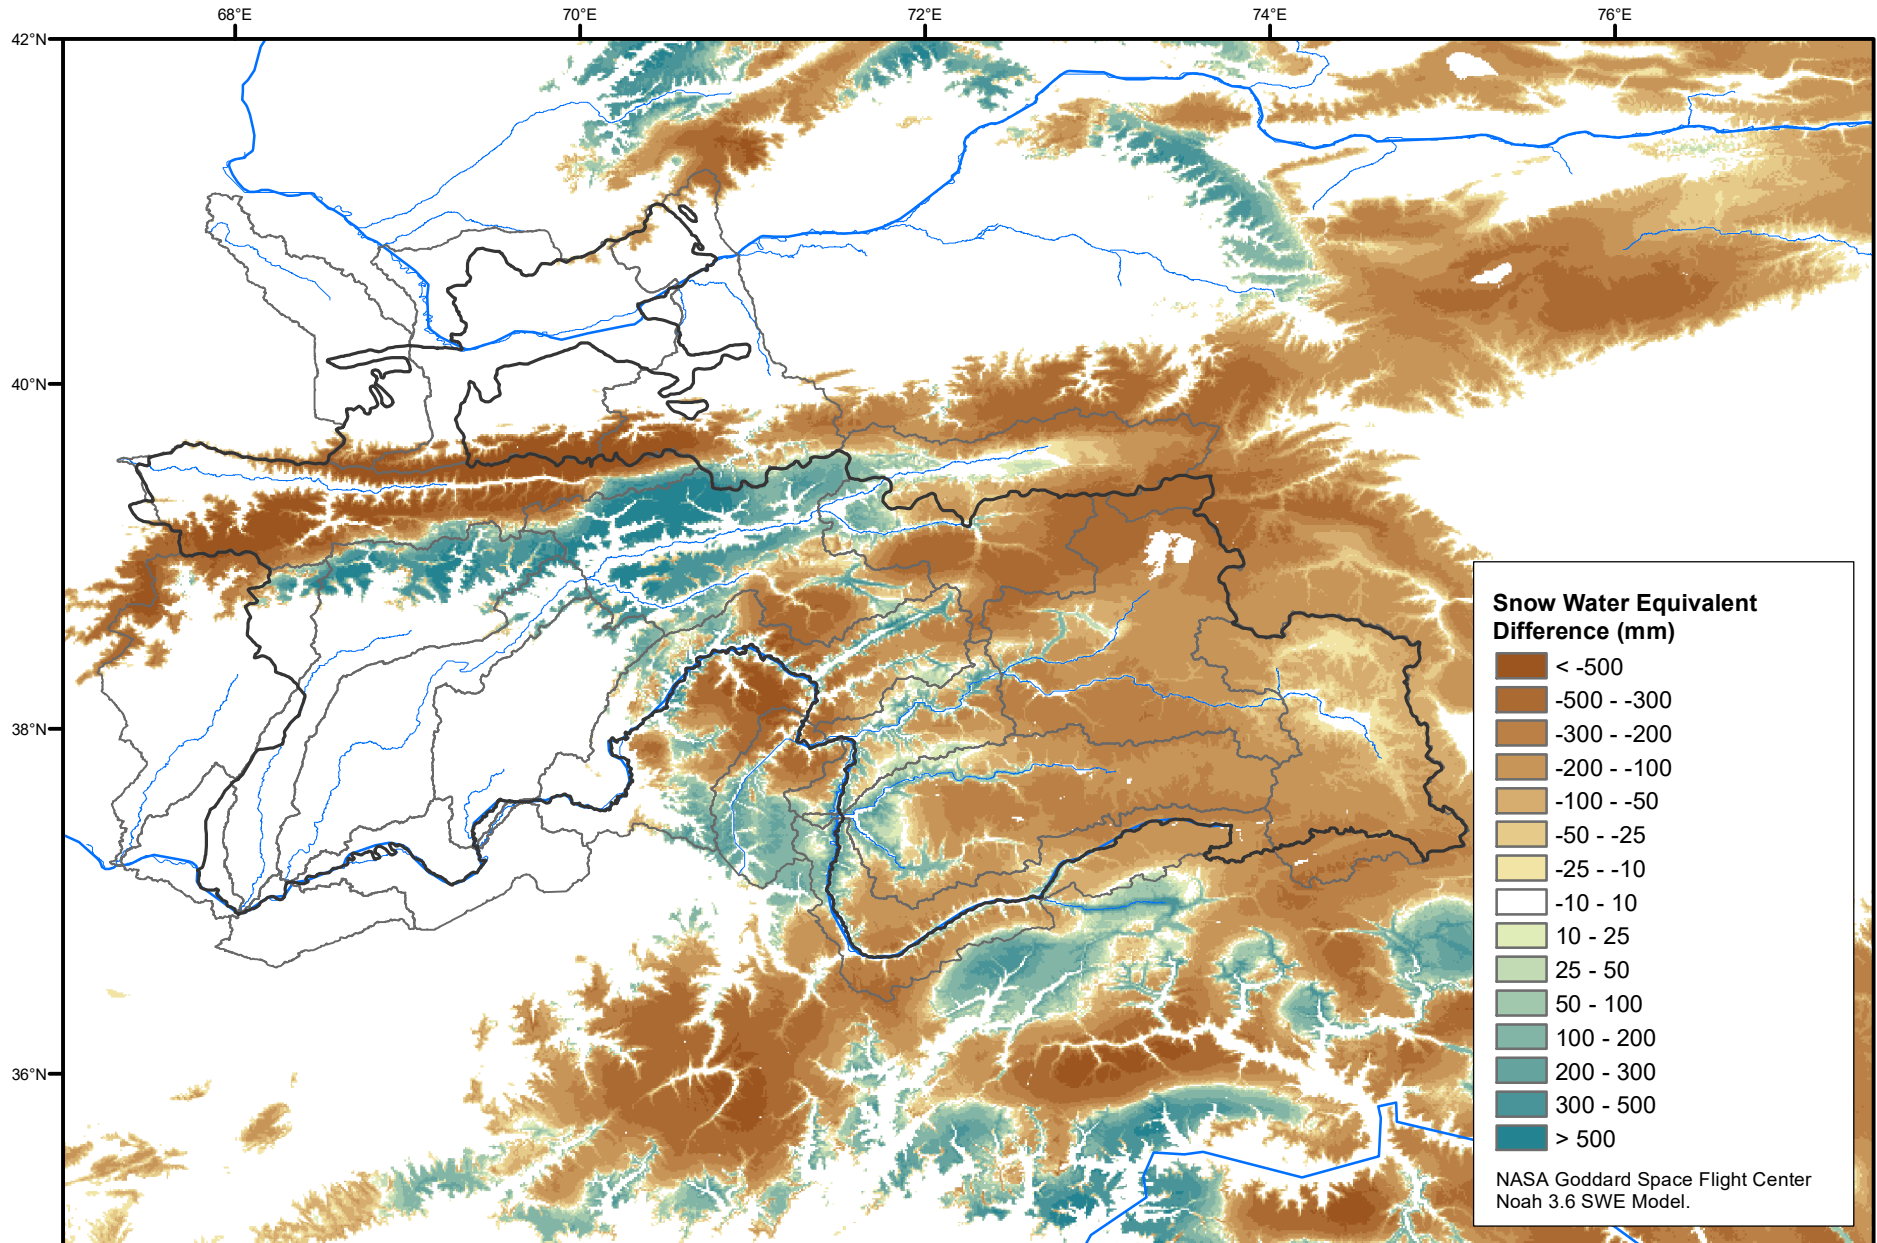 68°E
70°E
72°E
74°E
76°E
42°N
40°N
38°N
36°N
Snow Water Equivalent
Difference (mm)
< -500
-500 - -300
-300 - -200
-200 - -100
-100 - -50
-50 - -25
-25 - -10
-10 - 10
10 - 25
25 - 50
50 - 100
100 - 200
200 - 300
300 - 500
> 500
NASA Goddard Space Flight Center
Noah 3.6 SWE Model.